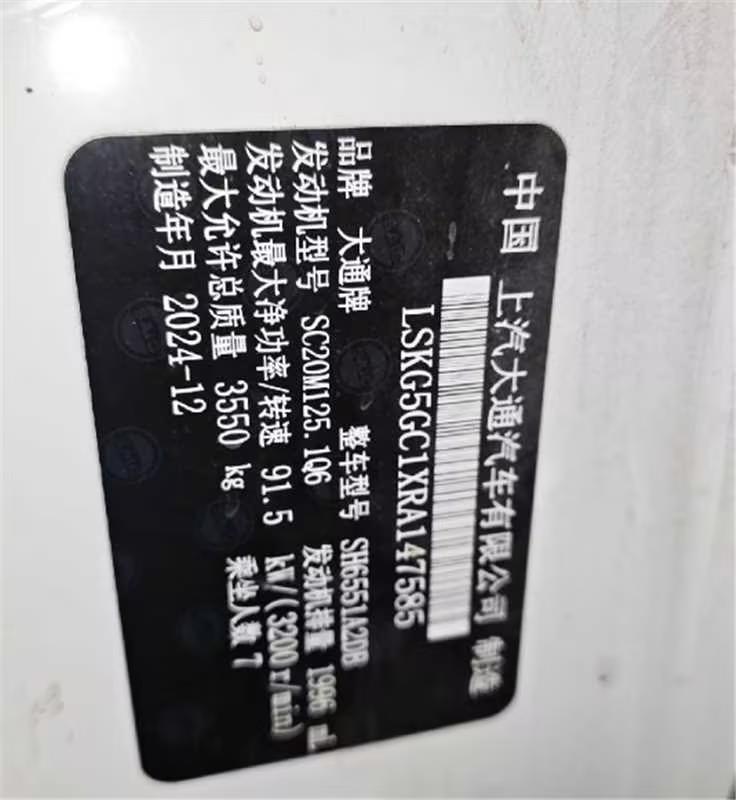 中国 上汽大通汽车有限公司 制造
LSKG5GC1XRA147585
品牌 大通牌 整车型号 SH6551A2DB
发动机型号 SC20M125.1Q6 发动机排量 1996 mL
发动机最大净功率/转速 91.5 kW/(3200r/min)
最大允许总质量 3550 kg 乘坐人数 7
制造年月 2024-12